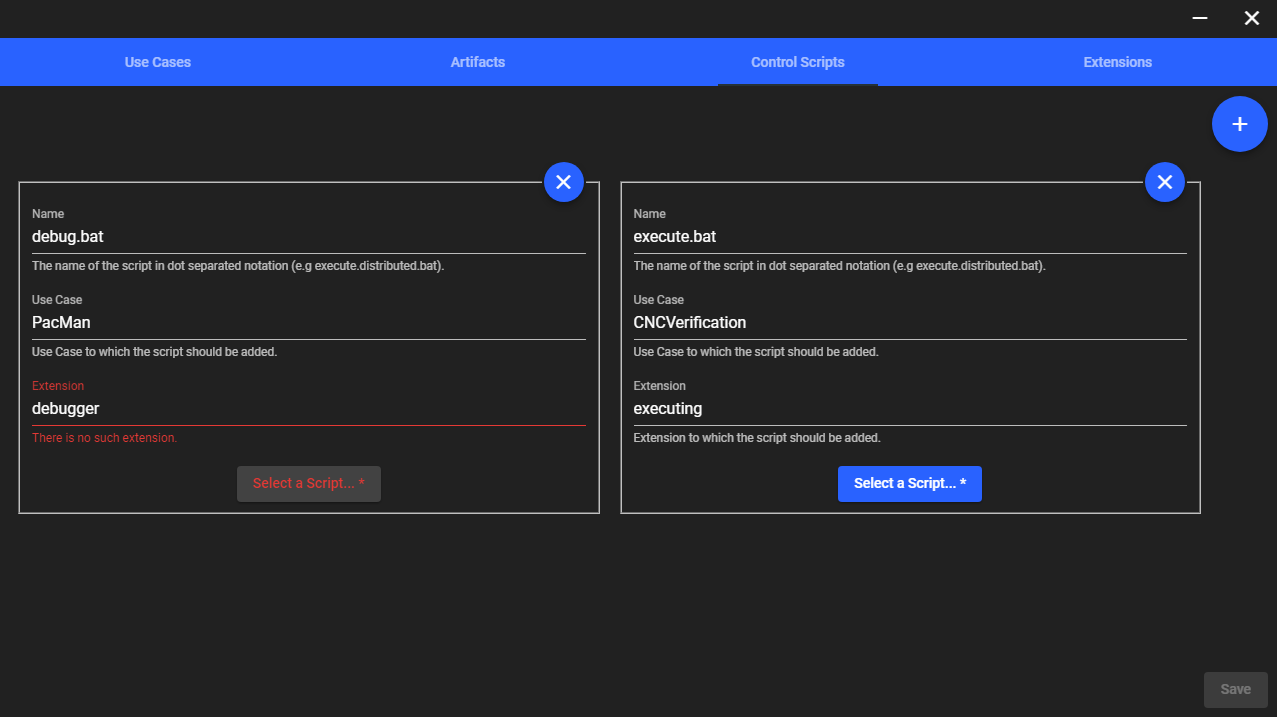 Use Cases
Artifacts
Control Scripts
Extensions
Name
debug.bat
The name of the script in dot separated notation (e.g execute.distributed.bat).
Use Case
PacMan
Use Case to which the script should be added.
Extension
debugger
There is no such extension.
Select a Script... *
Name
execute.bat
The name of the script in dot separated notation (e.g execute.distributed.bat).
Use Case
CNCVerification
Use Case to which the script should be added.
Extension
executing
Extension to which the script should be added.
Select a Script... *
Save